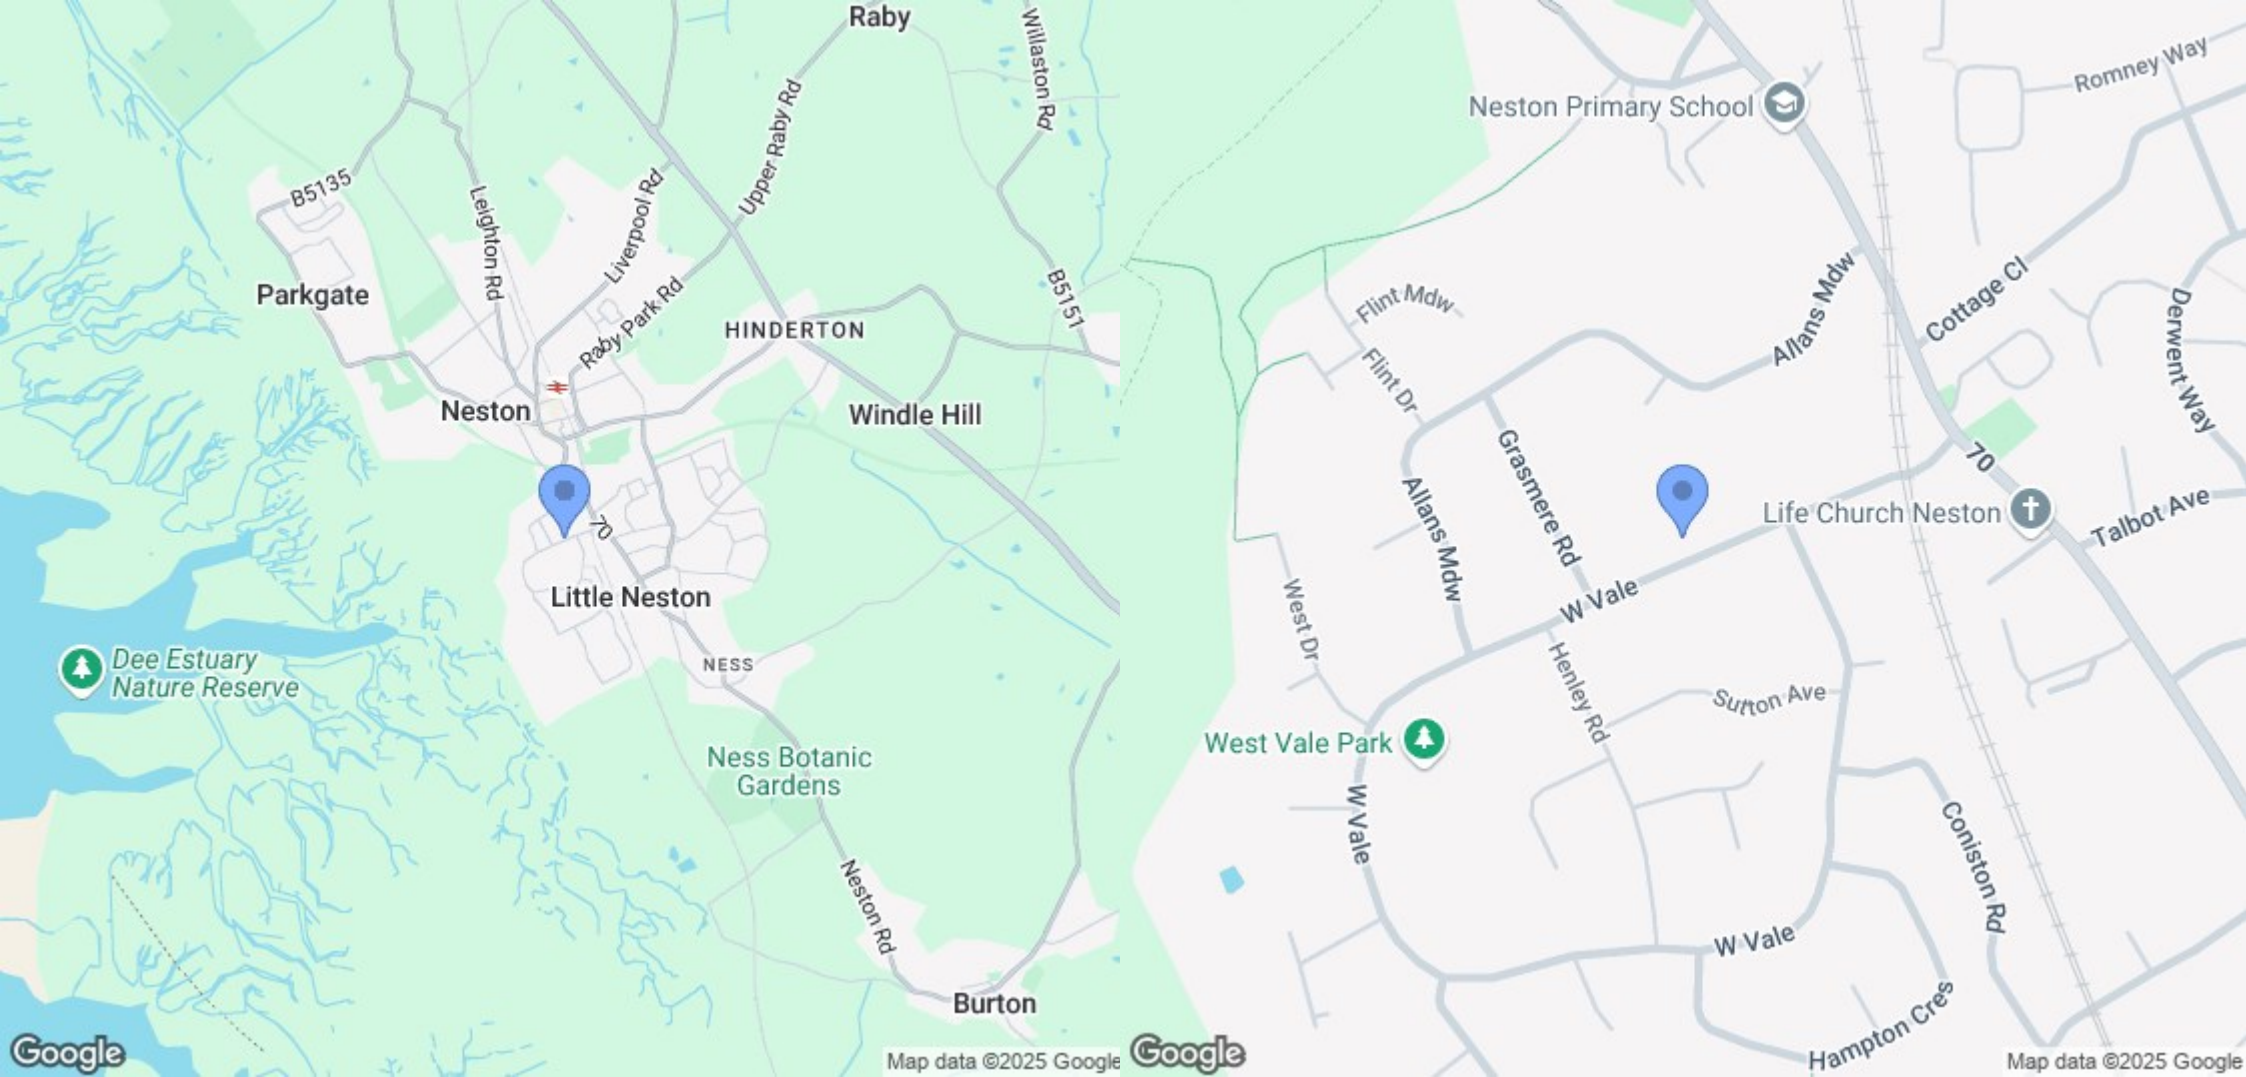 Raby
Willaston Rd
Upper Raby Rd
B5135
Leighton Rd
Liverpool Rd
Parkgate
Raby Park Rd
HINDERTON
B5151
Neston
Windle Hill
70
Little Neston
Dee Estuary
Nature Reserve
NESS
Ness Botanic
Gardens
Neston Rd
Burton
Google
Map data ©2025 Google
Romney Way
Neston Primary School
Allans Mdw
Cottage Cl
Flint Mdw
Derwent Way
Flint Dr
Grasmere Rd
70
Allans Mdw
Life Church Neston
Talbot Ave
West Dr
W Vale
Henley Rd
Sutton Ave
West Vale Park
W Vale
Coniston Rd
W Vale
Hampton Cres
Google
Map data ©2025 Google